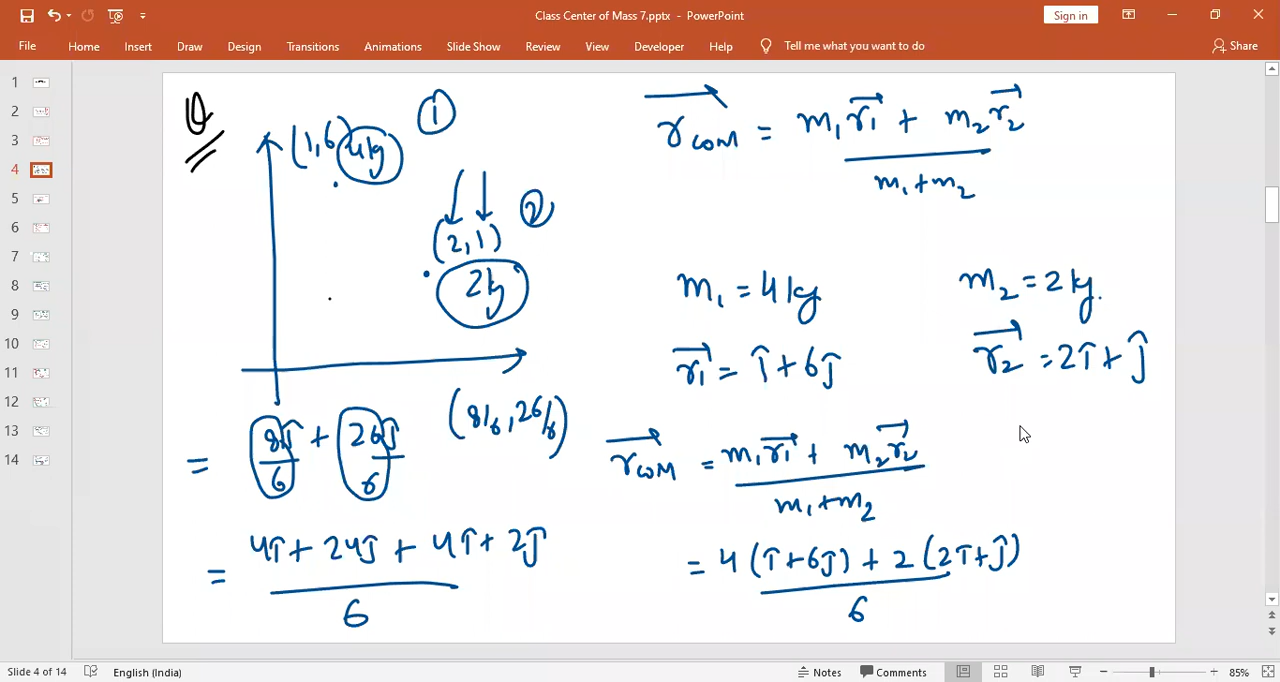 Class Center of Mass 7.pptx - PowerPoint
Sign in
File Home Insert Draw Design Transitions Animations Slide Show Review View Developer Help Tell me what you want to do Share
1
2
3
4
5
6
7
8
9
10
11
12
13
14
Q
(1,6) 4kg ①
(2,1) ②
2kg
r⃗com = m₁r⃗₁ + m₂r⃗₂ / m₁+m₂
m₁ = 4kg
m₂ = 2kg.
r⃗₁ = î + 6ĵ
r⃗₂ = 2î + ĵ
r⃗com = m₁r⃗₁ + m₂r⃗₂ / m₁+m₂
= 4(î+6ĵ) + 2(2î+ĵ) / 6
= 4î + 24ĵ + 4î + 2ĵ / 6
= 8î/6 + 26ĵ/6
(8/6, 26/6)
Slide 4 of 14 English (India) Notes Comments 85%